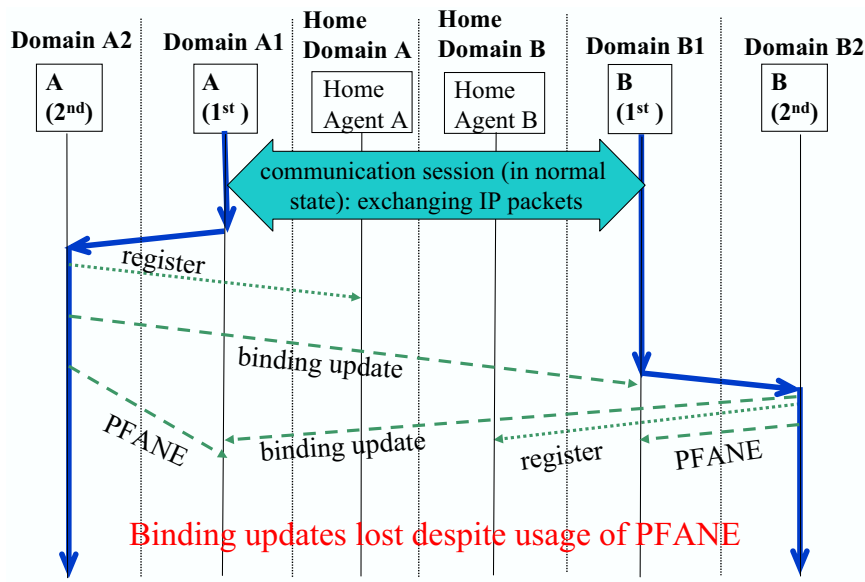 Domain A2
Domain A1
Home
Domain A
Home
Domain B
Domain B1
Domain B2
A
(2nd)
A
(1st )
Home
Agent A
Home
Agent B
B
(1st)
B
(2nd)
communication session (in normal
state): exchanging IP packets
register
binding update
PFANE
binding update
register
PFANE
Binding updates lost despite usage of PFANE